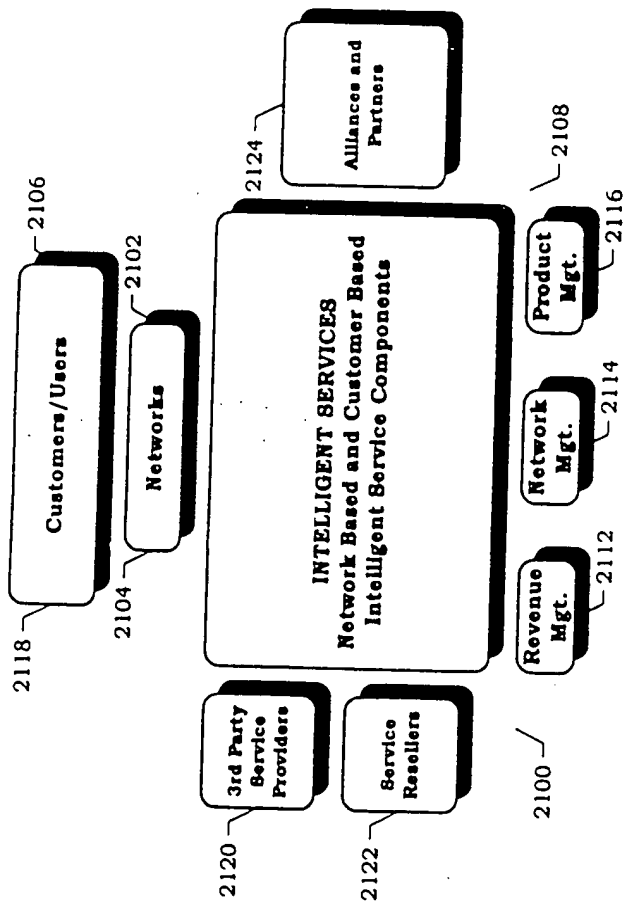 2118
Customers/Users
2106
2104
Networks
2102
2120
3rd Party
Service
Providers
2122
Service
Resellers
INTELLIGENT SERVICES
Network Based and Customer Based
Intelligent Service Components
2124
Alliances and
Partners
2100
Revenue
Mgt.
2112
Network
Mgt.
2114
Product
Mgt.
2116
2108